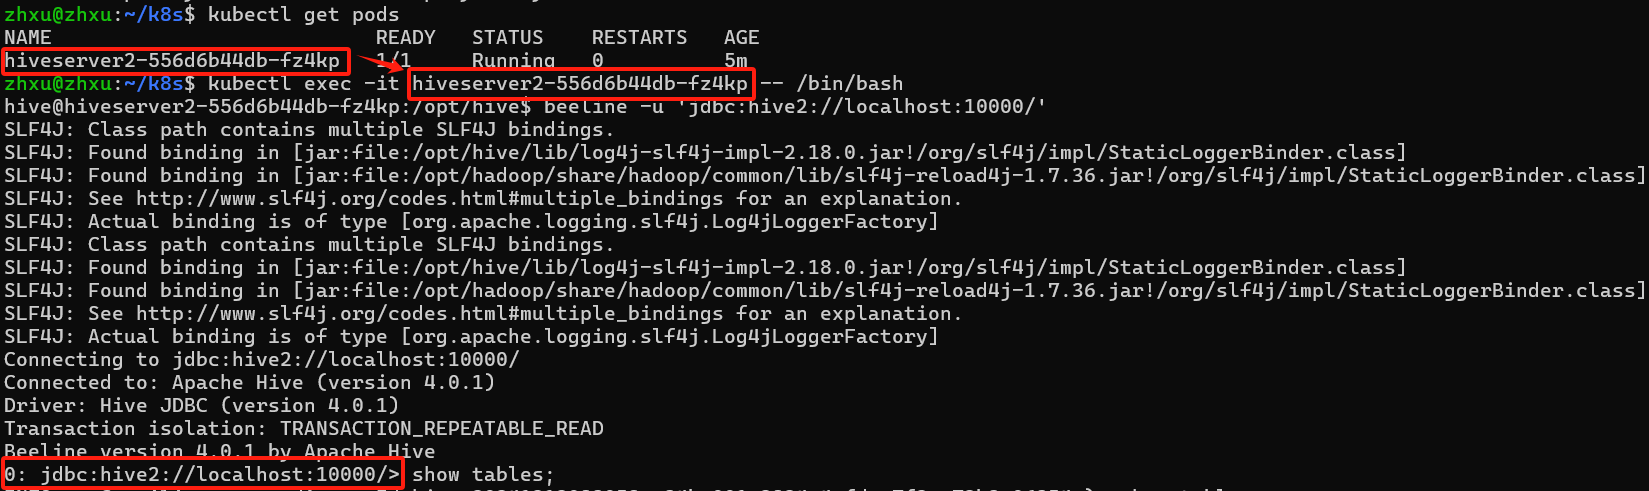 zhxu@zhxu:~/k8s$ kubectl get pods
NAME READY STATUS RESTARTS AGE
hiveserver2-556d6b44db-fz4kp 1/1 Running 0 5m
zhxu@zhxu:~/k8s$ kubectl exec -it hiveserver2-556d6b44db-fz4kp -- /bin/bash
hive@hiveserver2-556d6b44db-fz4kp:/opt/hive$ beeline -u 'jdbc:hive2://localhost:10000/'
SLF4J: Class path contains multiple SLF4J bindings.
SLF4J: Found binding in [jar:file:/opt/hive/lib/log4j-slf4j-impl-2.18.0.jar!/org/slf4j/impl/StaticLoggerBinder.class]
SLF4J: Found binding in [jar:file:/opt/hadoop/share/hadoop/common/lib/slf4j-reload4j-1.7.36.jar!/org/slf4j/impl/StaticLoggerBinder.class]
SLF4J: See http://www.slf4j.org/codes.html#multiple_bindings for an explanation.
SLF4J: Actual binding is of type [org.apache.logging.slf4j.Log4jLoggerFactory]
SLF4J: Class path contains multiple SLF4J bindings.
SLF4J: Found binding in [jar:file:/opt/hive/lib/log4j-slf4j-impl-2.18.0.jar!/org/slf4j/impl/StaticLoggerBinder.class]
SLF4J: Found binding in [jar:file:/opt/hadoop/share/hadoop/common/lib/slf4j-reload4j-1.7.36.jar!/org/slf4j/impl/StaticLoggerBinder.class]
SLF4J: See http://www.slf4j.org/codes.html#multiple_bindings for an explanation.
SLF4J: Actual binding is of type [org.apache.logging.slf4j.Log4jLoggerFactory]
Connecting to jdbc:hive2://localhost:10000/
Connected to: Apache Hive (version 4.0.1)
Driver: Hive JDBC (version 4.0.1)
Transaction isolation: TRANSACTION_REPEATABLE_READ
Beeline version 4.0.1 by Apache Hive
0: jdbc:hive2://localhost:10000/> show tables;